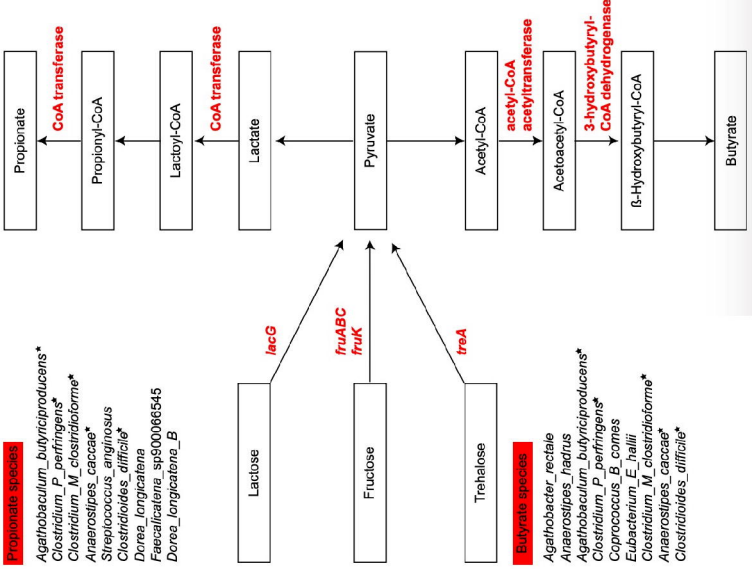 Propionate species
Agathobaculum_butyriciproducens*
Clostridium_P_perfringens*
Clostridium_M_clostridioforme*
Anaerostipes_caccae*
Streptococcus_anginosus
Clostridioides_difficile*
Dorea_longicatena
Faecalicatena_sp900066545
Dorea_longicatena_B
Lactose
Fructose
Trehalose
lacG
fruABC
fruK
treA
Propionate
CoA transferase
Propionyl-CoA
Lactoyl-CoA
CoA transferase
Lactate
Pyruvate
Acetyl-CoA
acetyl-CoA
acetyltransferase
Acetoacetyl-CoA
3-hydroxybutyryl-
CoA dehydrogenase
ß-Hydroxybutyryl-CoA
Butyrate
Butyrate species
Agathobacter_rectale
Anaerostipes_hadrus
Agathobaculum_butyriciproducens*
Clostridium_P_perfringens*
Coprococcus_B_comes
Eubacterium_E_hallii
Clostridium_M_clostridioforme*
Anaerostipes_caccae*
Clostridioides_difficile*